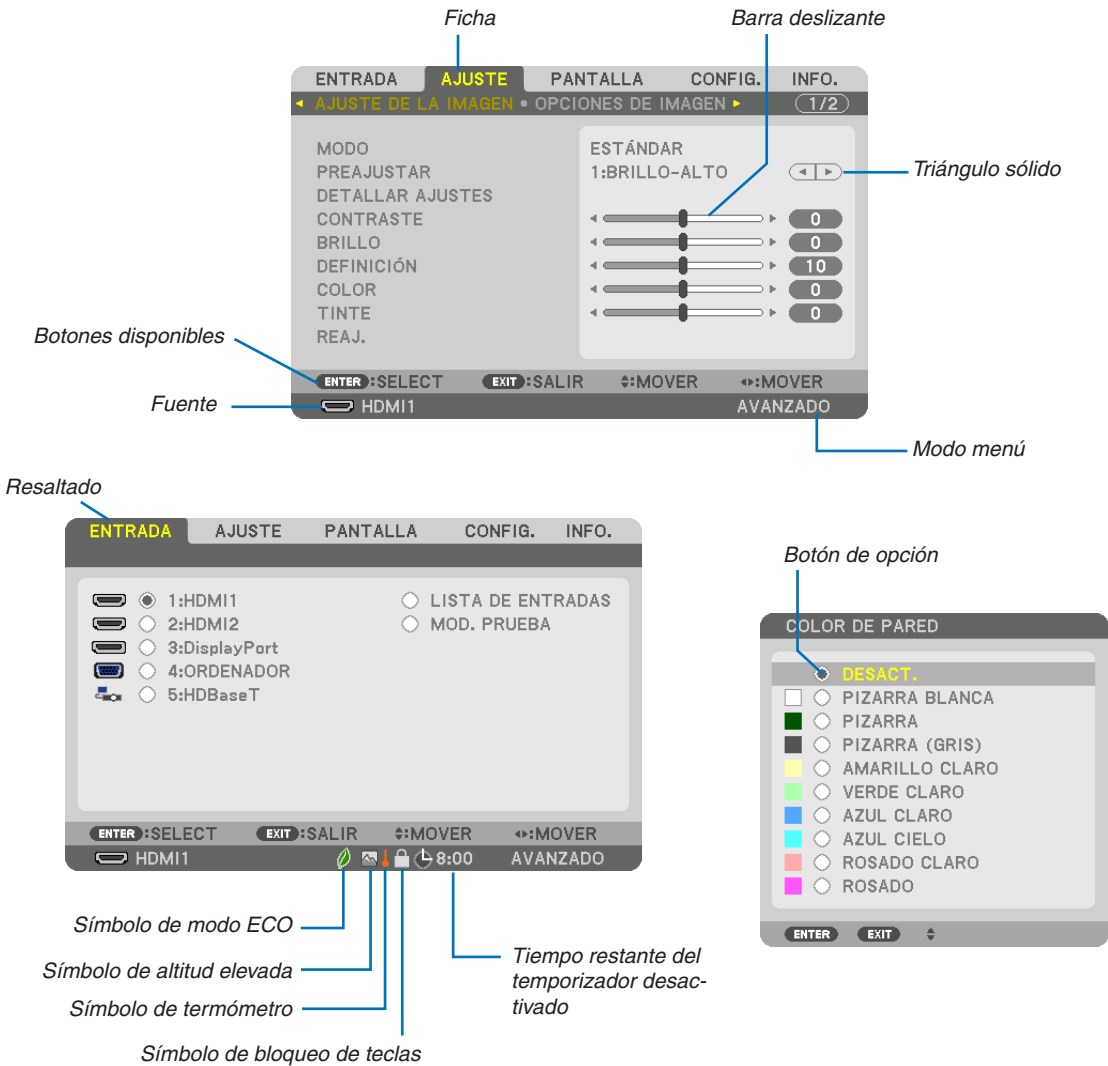 Ficha
Barra deslizante
ENTRADA AJUSTE PANTALLA CONFIG. INFO.
AJUSTE DE LA IMAGEN • OPCIONES DE IMAGEN 1/2
MODO ESTÁNDAR
PREAJUSTAR 1:BRILLO-ALTO
Triángulo sólido
DETALLAR AJUSTES
CONTRASTE 0
BRILLO 0
DEFINICIÓN 10
COLOR 0
TINTE 0
REAJ.
Botones disponibles
ENTER:SELECT EXIT:SALIR :MOVER :MOVER
Fuente
HDMI1 AVANZADO
Modo menú
Resaltado
ENTRADA AJUSTE PANTALLA CONFIG. INFO.
1:HDMI1 LISTA DE ENTRADAS
2:HDMI2 MOD. PRUEBA
3:DisplayPort
4:ORDENADOR
5:HDBaseT
ENTER:SELECT EXIT:SALIR :MOVER :MOVER
HDMI1 8:00 AVANZADO
Símbolo de modo ECO
Símbolo de altitud elevada
Símbolo de termómetro
Símbolo de bloqueo de teclas
Tiempo restante del
temporizador desac-
tivado
Botón de opción
COLOR DE PARED
DESACT.
PIZARRA BLANCA
PIZARRA
PIZARRA (GRIS)
AMARILLO CLARO
VERDE CLARO
AZUL CLARO
AZUL CIELO
ROSADO CLARO
ROSADO
ENTER EXIT